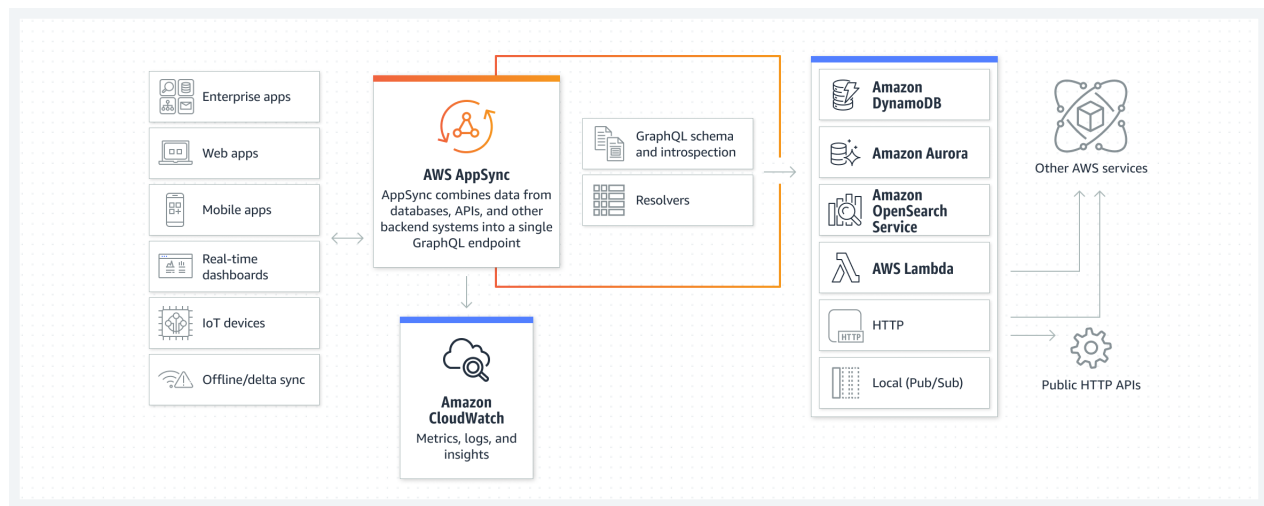 Enterprise apps
Web apps
Mobile apps
Real-time
dashboards
IoT devices
Offline/delta sync
AWS AppSync
AppSync combines data from
databases, APIs, and other
backend systems into a single
GraphQL endpoint
Amazon
CloudWatch
Metrics, logs, and
insights
GraphQL schema
and introspection
Resolvers
Amazon
DynamoDB
Amazon Aurora
Amazon
OpenSearch
Service
AWS Lambda
HTTP
HTTP
Local (Pub/Sub)
Other AWS services
Public HTTP APIs